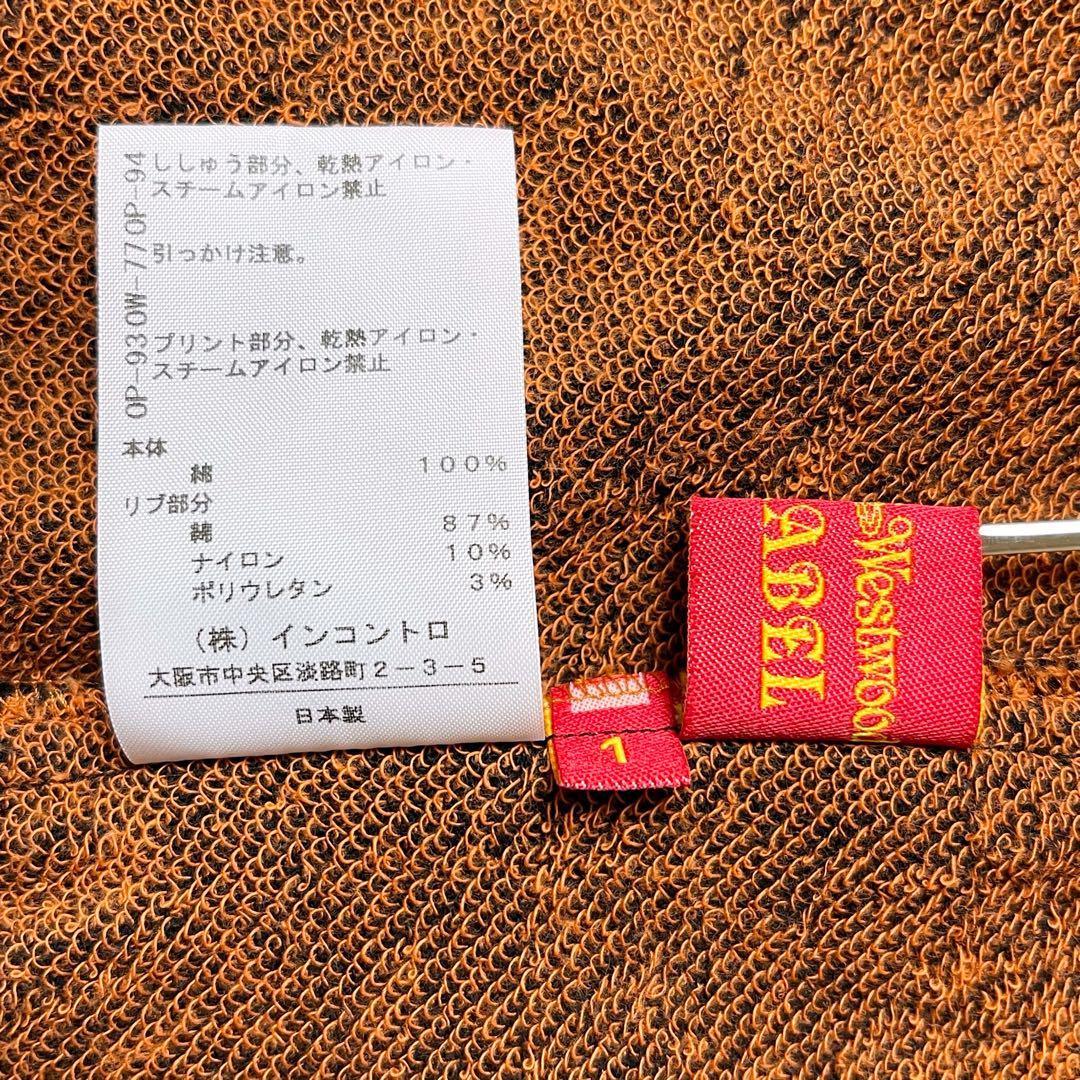 ししゅう部分、乾熱アイロン・
スチームアイロン禁止
引っかけ注意。
プリント部分、乾熱アイロン・
スチームアイロン禁止
OP-930W-770P-94
本体
綿 100%
リブ部分
綿 87%
ナイロン 10%
ポリウレタン 3%
(株)インコントロ
大阪市中央区淡路町2-3-5
日本製
1
Westwoo
ABEL